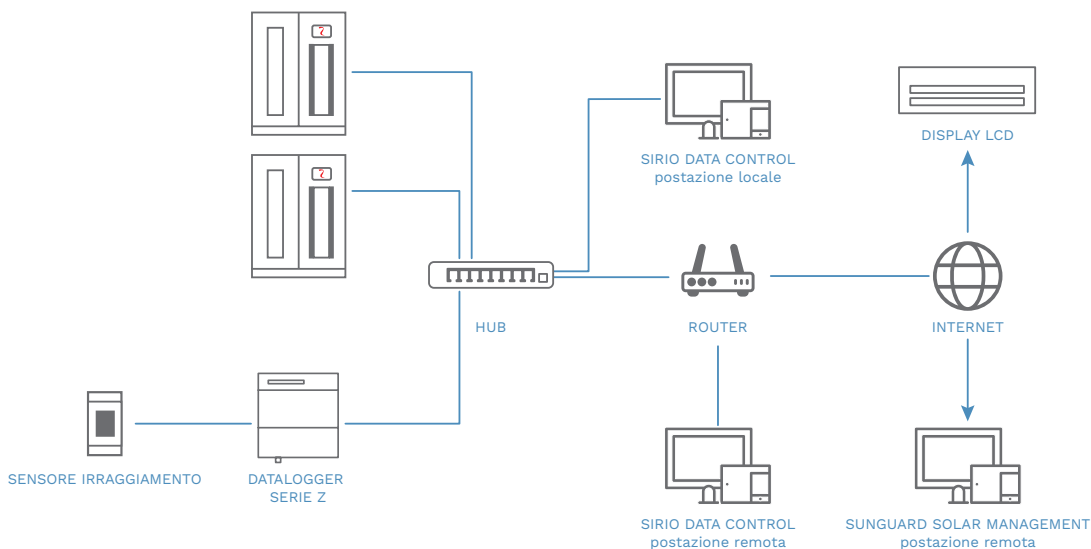 DISPLAY LCD
SIRIO DATA CONTROL
postazione locale
HUB
ROUTER
INTERNET
SENSORE IRRAGGIAMENTO
DATALOGGER
SERIE Z
SIRIO DATA CONTROL
postazione remota
SUNGUARD SOLAR MANAGEMENT
postazione remota